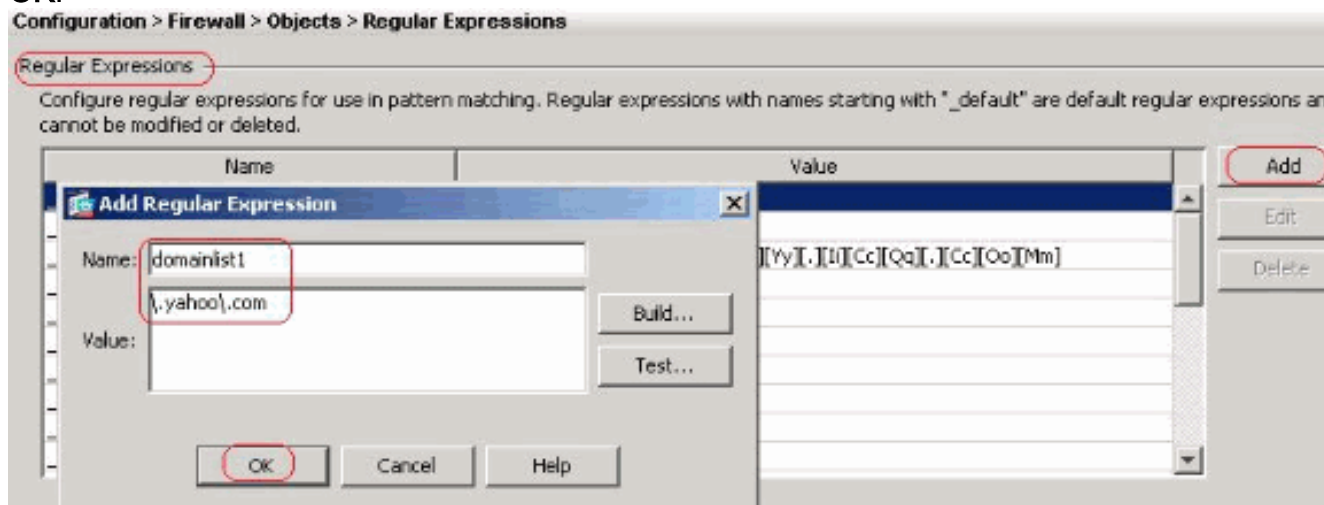 OK.
Configuration > Firewall > Objects > Regular Expressions
Regular Expressions
Configure regular expressions for use in pattern matching. Regular expressions with names starting with "_default" are default regular expressions an
cannot be modified or deleted.
Name Value Add
Add Regular Expression
Edit
Name: domainlist1 ][Yy][.][Ii][Cc][Qq][.][Cc][Oo][Mm] Delete
\.yahoo\.com
Build...
Value:
Test...
OK Cancel Help